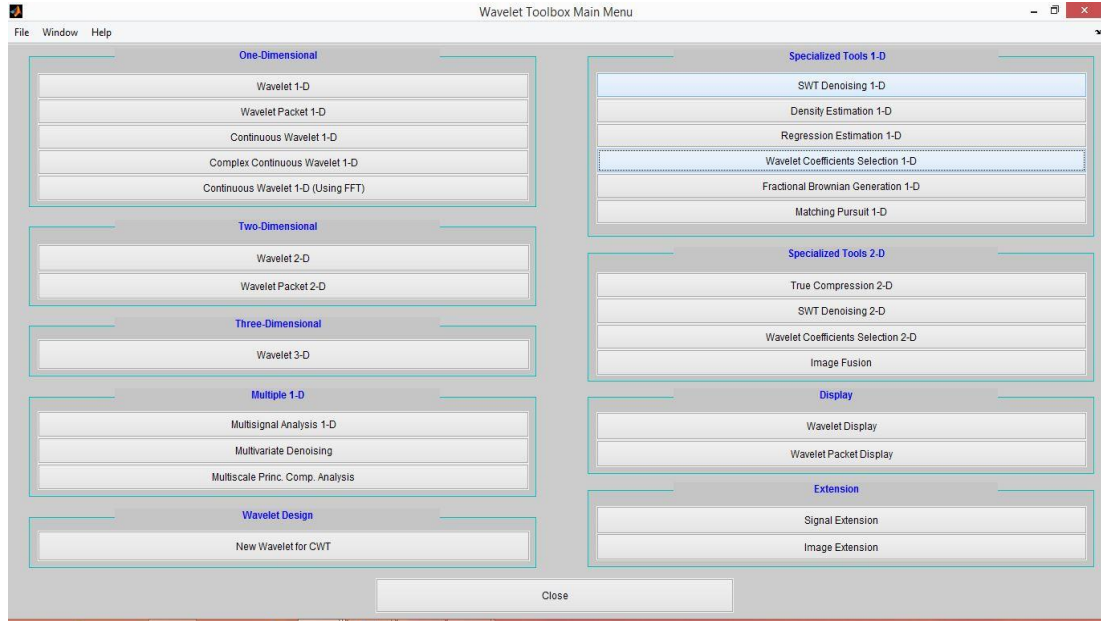 Wavelet Toolbox Main Menu
File Window Help
One-Dimensional
Wavelet 1-D
Wavelet Packet 1-D
Continuous Wavelet 1-D
Complex Continuous Wavelet 1-D
Continuous Wavelet 1-D (Using FFT)
Two-Dimensional
Wavelet 2-D
Wavelet Packet 2-D
Three-Dimensional
Wavelet 3-D
Multiple 1-D
Multisignal Analysis 1-D
Multivariate Denoising
Multiscale Princ. Comp. Analysis
Wavelet Design
New Wavelet for CWT
Specialized Tools 1-D
SWT Denoising 1-D
Density Estimation 1-D
Regression Estimation 1-D
Wavelet Coefficients Selection 1-D
Fractional Brownian Generation 1-D
Matching Pursuit 1-D
Specialized Tools 2-D
True Compression 2-D
SWT Denoising 2-D
Wavelet Coefficients Selection 2-D
Image Fusion
Display
Wavelet Display
Wavelet Packet Display
Extension
Signal Extension
Image Extension
Close